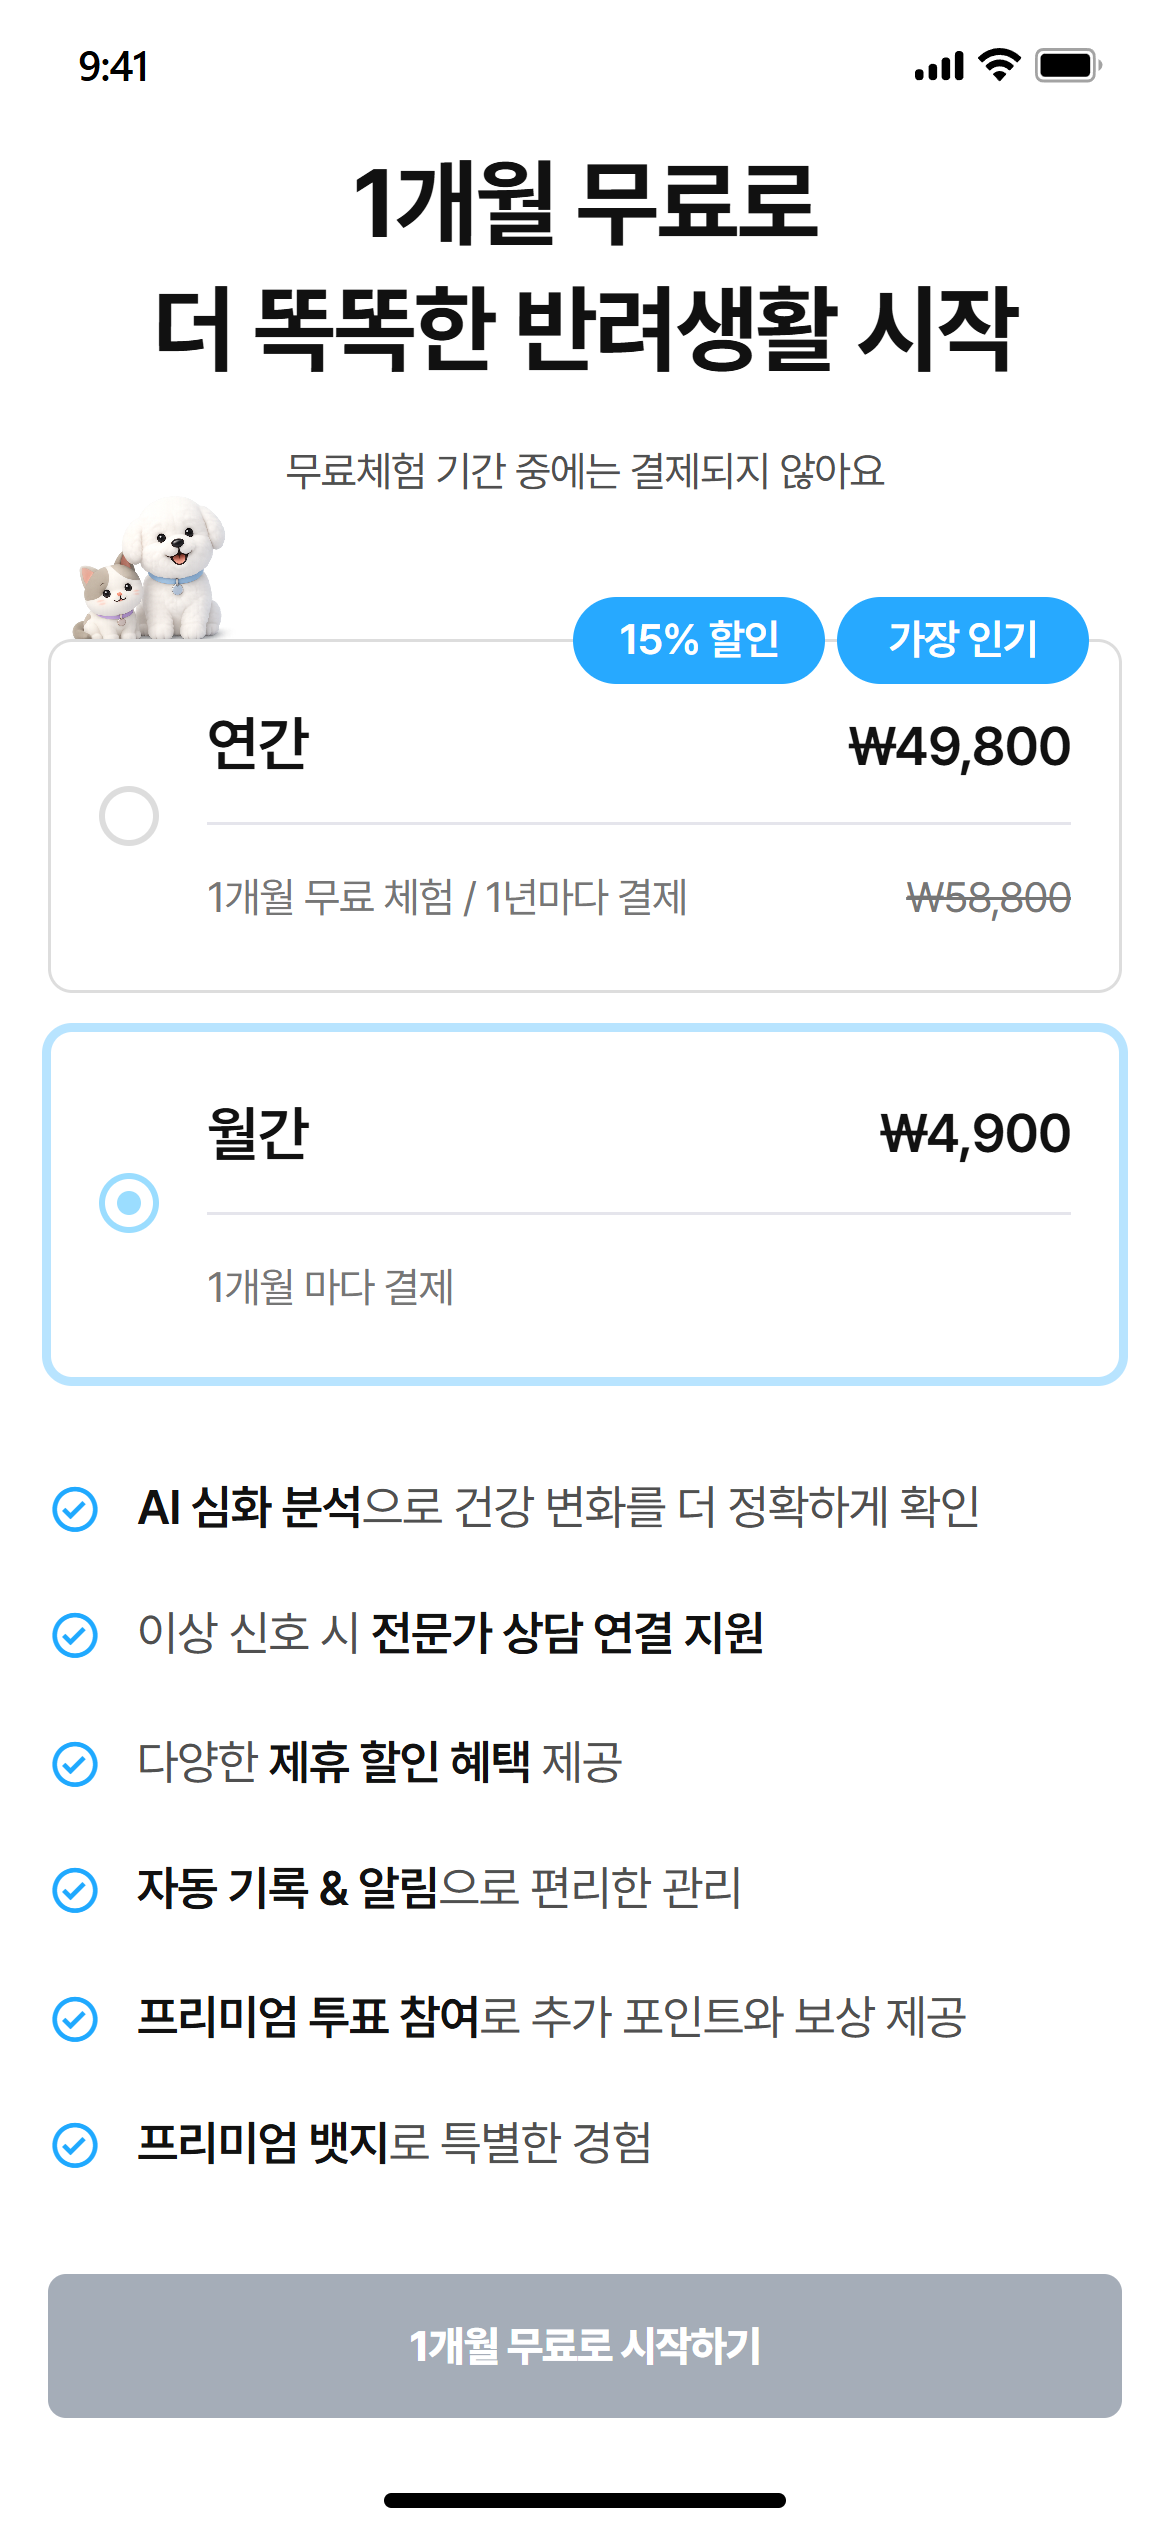 9:41
1개월 무료로
더 똑똑한 반려생활 시작
무료체험 기간 중에는 결제되지 않아요
15% 할인
가장 인기
연간
₩49,800
1개월 무료 체험 / 1년마다 결제
₩58,800
월간
₩4,900
1개월 마다 결제
AI 심화 분석으로 건강 변화를 더 정확하게 확인
이상 신호 시 전문가 상담 연결 지원
다양한 제휴 할인 혜택 제공
자동 기록 & 알림으로 편리한 관리
프리미엄 투표 참여로 추가 포인트와 보상 제공
프리미엄 뱃지로 특별한 경험
1개월 무료로 시작하기